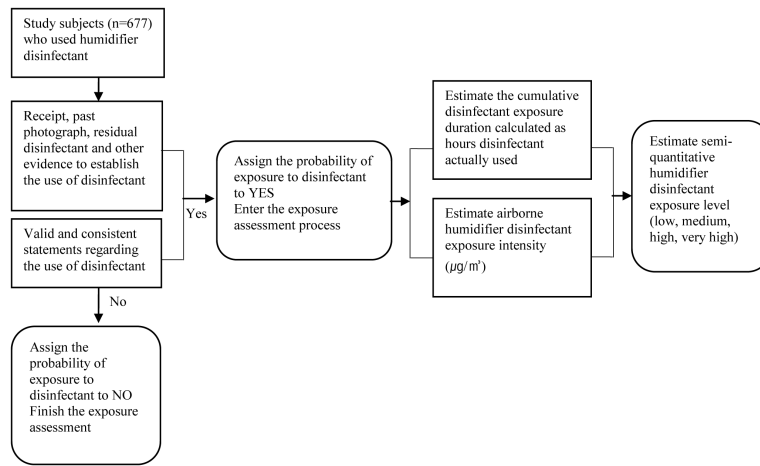 Study subjects (n=677)
who used humidifier
disinfectant
Receipt, past
photograph, residual
disinfectant and other
evidence to establish
the use of disinfectant
Valid and consistent
statements regarding
the use of disinfectant
Yes
No
Assign the
probability of
exposure to
disinfectant to NO
Finish the exposure
assessment
Assign the probability of
exposure to disinfectant
to YES
Enter the exposure
assessment process
Estimate the cumulative
disinfectant exposure
duration calculated as
hours disinfectant
actually used
Estimate airborne
humidifier disinfectant
exposure intensity
(㎍/㎥)
Estimate semi-
quantitative
humidifier
disinfectant
exposure level
(low, medium,
high, very high)